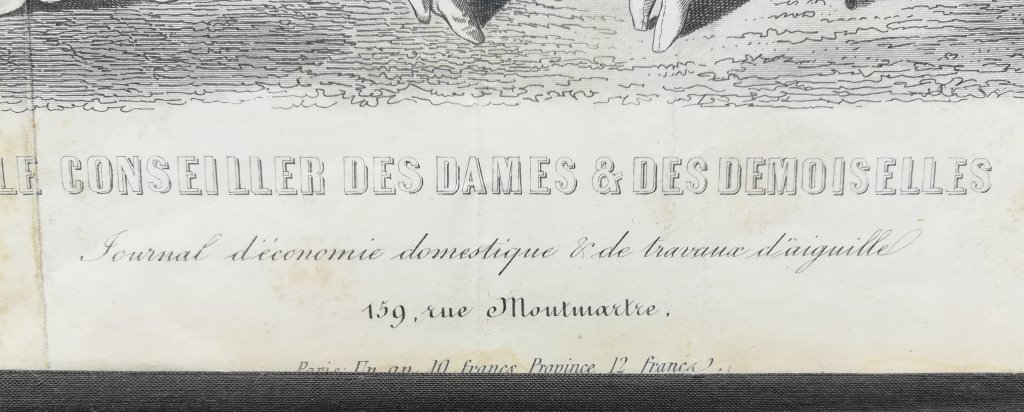 LE CONSEILLER DES DAMES & DES DEMOISELLES
Journal d'économie domestique & de travaux d'aiguille
159, rue Montmartre.
Paris: Un an, 10 francs Province 12 francs.